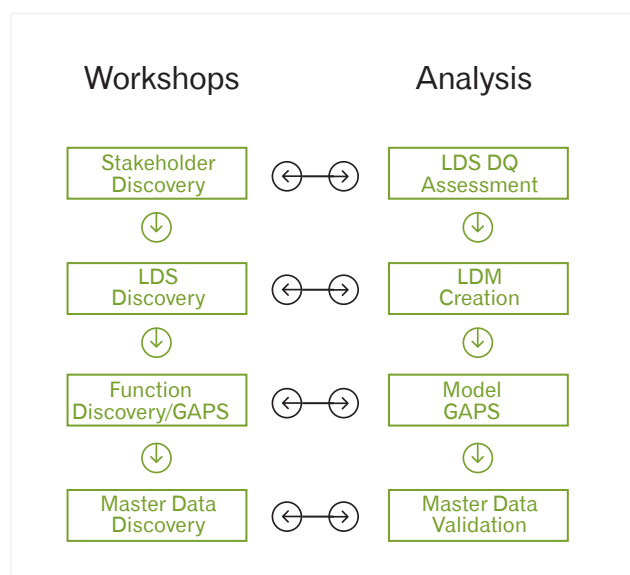 Workshops
Analysis
Stakeholder
Discovery
LDS DQ
Assessment
LDS
Discovery
LDM
Creation
Function
Discovery/GAPS
Model
GAPS
Master Data
Discovery
Master Data
Validation